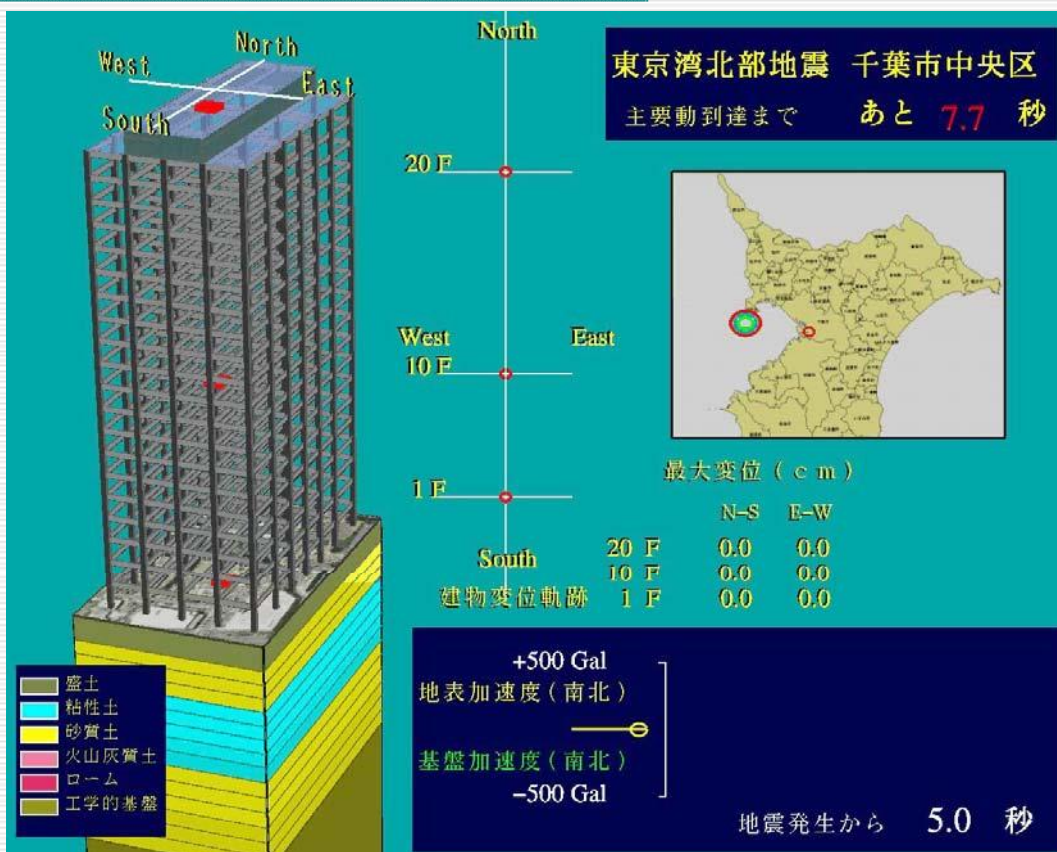 North
West
East
South
North
20 F
West
East
10 F
1 F
South
建物変位軌跡
東京湾北部地震 千葉市中央区
主要動到達まで あと 7.7 秒
最大変位(cm)
N-S E-W
20 F 0.0 0.0
10 F 0.0 0.0
1 F 0.0 0.0
盛土
粘性土
砂質土
火山灰質土
ローム
工学的基盤
+500 Gal
地表加速度(南北)
基盤加速度(南北)
-500 Gal
地震発生から 5.0 秒